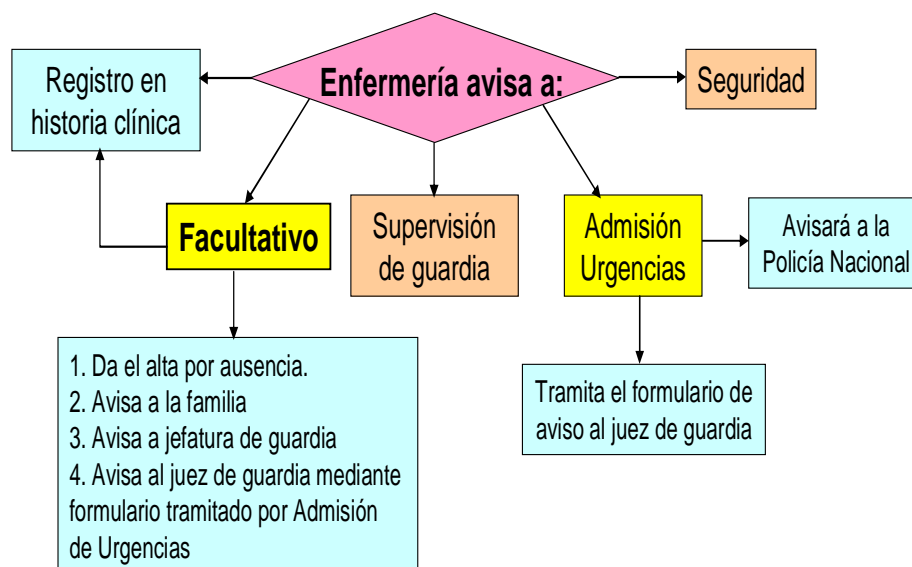 Enfermería avisa a:
Registro en
historia clínica
Seguridad
Facultativo
Supervisión
de guardia
Admisión
Urgencias
Avisará a la
Policía Nacional
1. Da el alta por ausencia.
2. Avisa a la familia
3. Avisa a jefatura de guardia
4. Avisa al juez de guardia mediante
formulario tramitado por Admisión
de Urgencias
Tramita el formulario de
aviso al juez de guardia